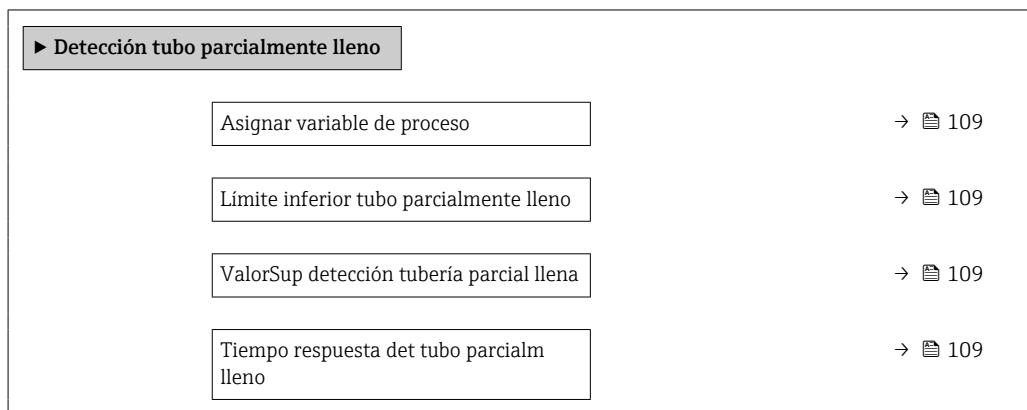 ▶ Detección tubo parcialmente lleno
Asignar variable de proceso → 109
Límite inferior tubo parcialmente lleno → 109
ValorSup detección tubería parcial llena → 109
Tiempo respuesta det tubo parcialm → 109
lleno